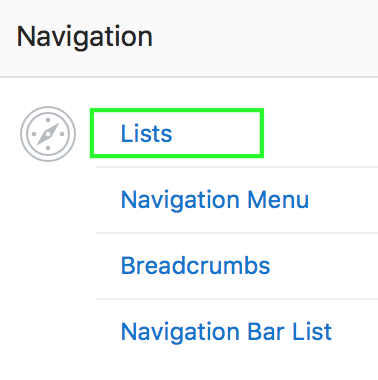 Navigation
Lists
Navigation Menu
Breadcrumbs
Navigation Bar List